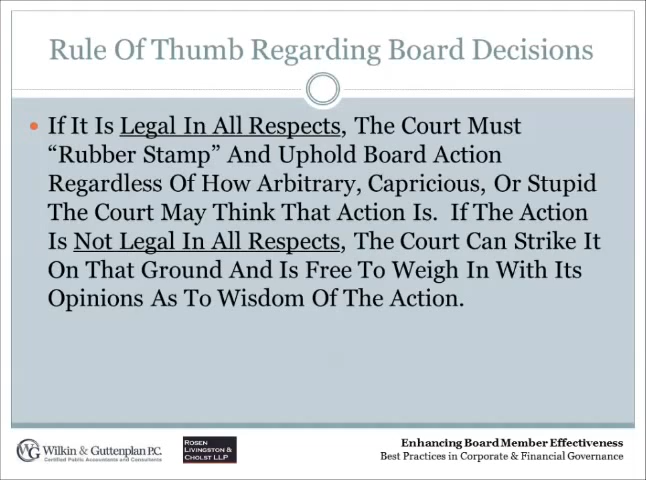 Rule Of Thumb Regarding Board Decisions
• If It Is Legal In All Respects, The Court Must
“Rubber Stamp” And Uphold Board Action
Regardless Of How Arbitrary, Capricious, Or Stupid
The Court May Think That Action Is.  If The Action
Is Not Legal In All Respects, The Court Can Strike It
On That Ground And Is Free To Weigh In With Its
Opinions As To Wisdom Of The Action.
WG Wilkin & Guttenplan P.C.
Certified Public Accountants and Consultants
ROSEN
LIVINGSTON &
CHOLST LLP
Enhancing Board Member Effectiveness
Best Practices in Corporate & Financial Governance